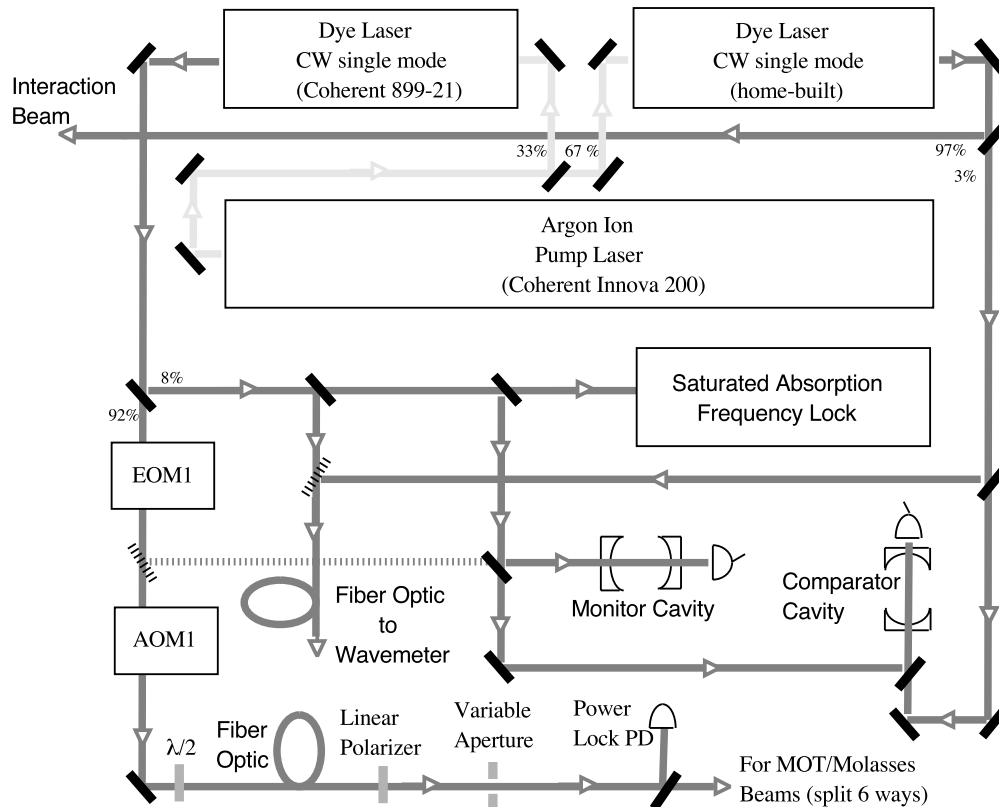 Dye Laser
CW single mode
(Coherent 899-21)
Dye Laser
CW single mode
(home-built)
Interaction
Beam
33%
67 %
97%
3%
Argon Ion
Pump Laser
(Coherent Innova 200)
8%
92%
Saturated Absorption
Frequency Lock
EOM1
AOM1
Fiber Optic
to
Wavemeter
Monitor Cavity
Comparator
Cavity
λ/2
Fiber
Optic
Linear
Polarizer
Variable
Aperture
Power
Lock PD
For MOT/Molasses
Beams (split 6 ways)